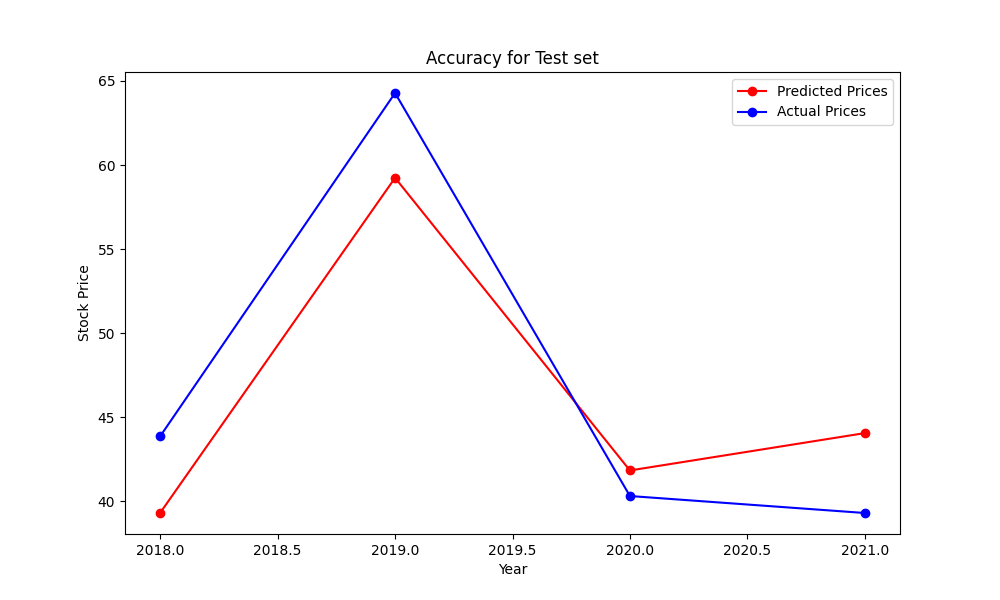 Accuracy for Test set
Predicted Prices
Actual Prices
Stock Price
65
60
55
50
45
40
2018.0
2018.5
2019.0
2019.5
2020.0
2020.5
2021.0
Year